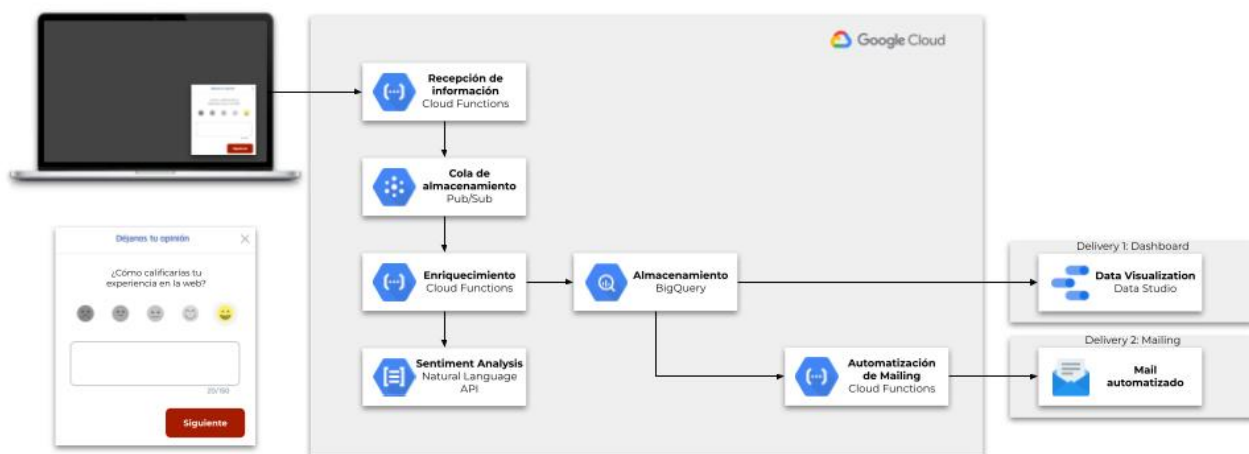 Google Cloud
Recepción de
información
Cloud Functions
Cola de
almacenamiento
Pub/Sub
Déjanos tu opinión
¿Cómo calificarías tu
experiencia en la web?
20/150
Siguiente
Enriquecimiento
Cloud Functions
Almacenamiento
BigQuery
Sentiment Analysis
Natural Language
API
Automatización
de Mailing
Cloud Functions
Delivery 1: Dashboard
Data Visualization
Data Studio
Delivery 2: Mailing
Mail
automatizado